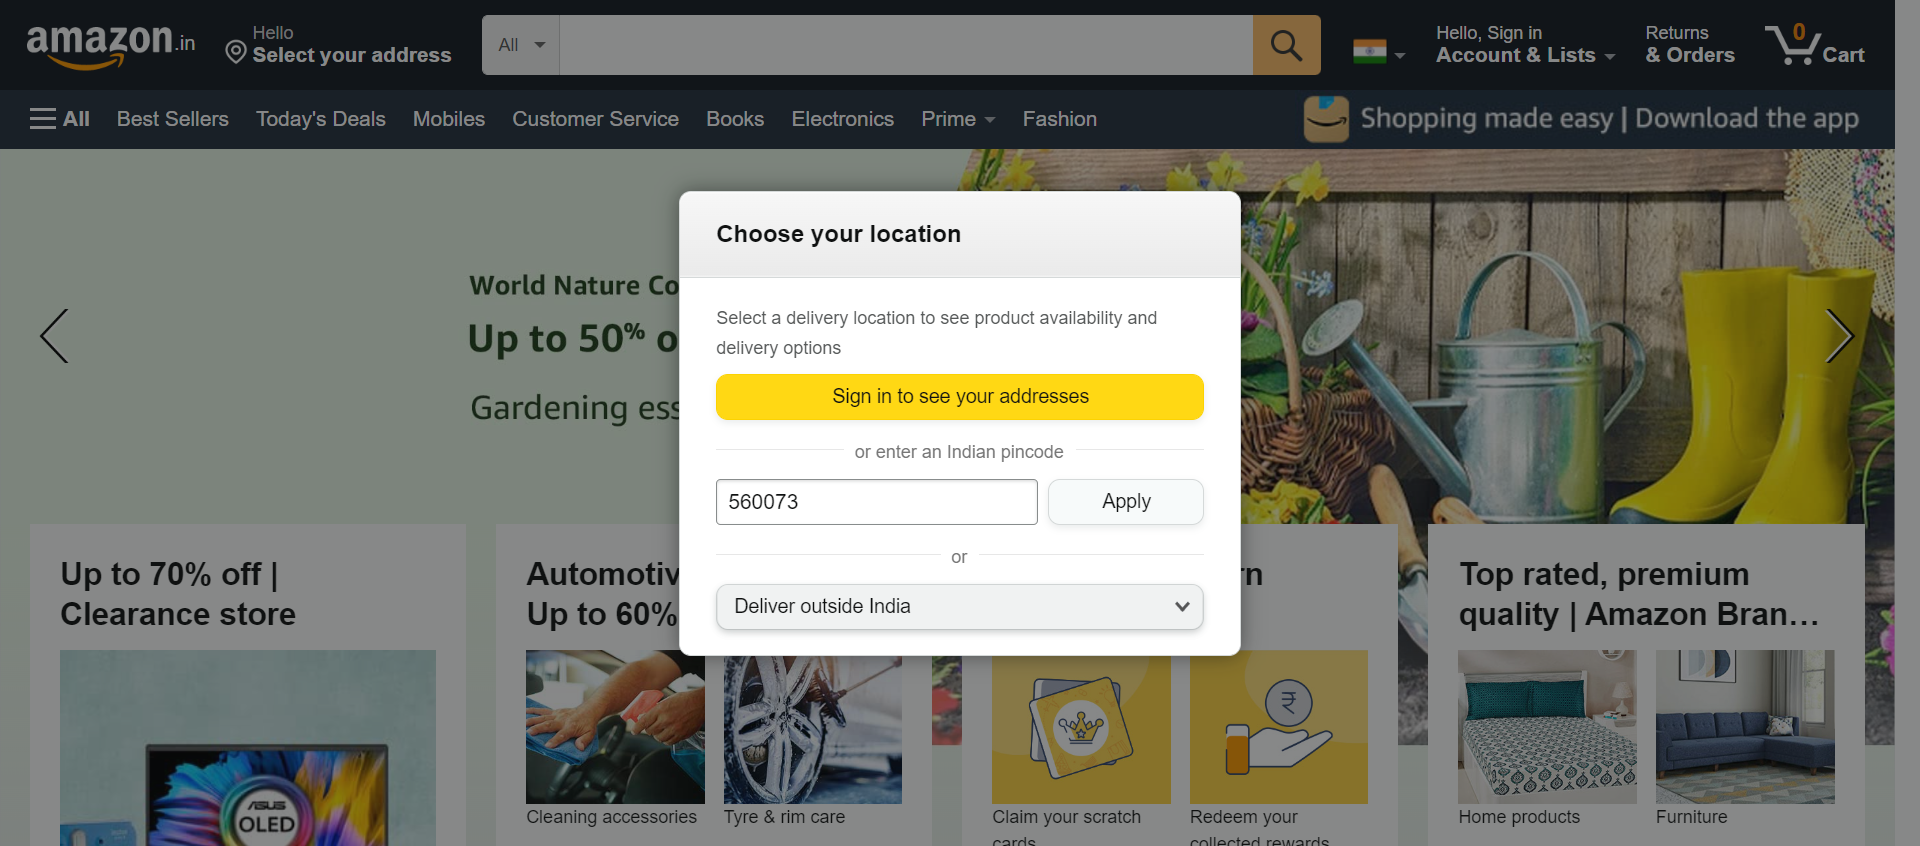 amazon.in
Hello
Select your address
All
Hello, Sign in
Account & Lists
Returns
& Orders
0
Cart
All
Best Sellers
Today's Deals
Mobiles
Customer Service
Books
Electronics
Prime
Fashion
Shopping made easy | Download the app
World Nature Co
Up to 50% o
Gardening ess
Choose your location
Select a delivery location to see product availability and
delivery options
Sign in to see your addresses
or enter an Indian pincode
560073
Apply
or
Deliver outside India
Up to 70% off |
Clearance store
ASUS
OLED
Automotiv
Up to 60%
Cleaning accessories
Tyre & rim care
rn
₹
Claim your scratch
cards
Redeem your
collected rewards
Top rated, premium
quality | Amazon Bran…
Home products
Furniture